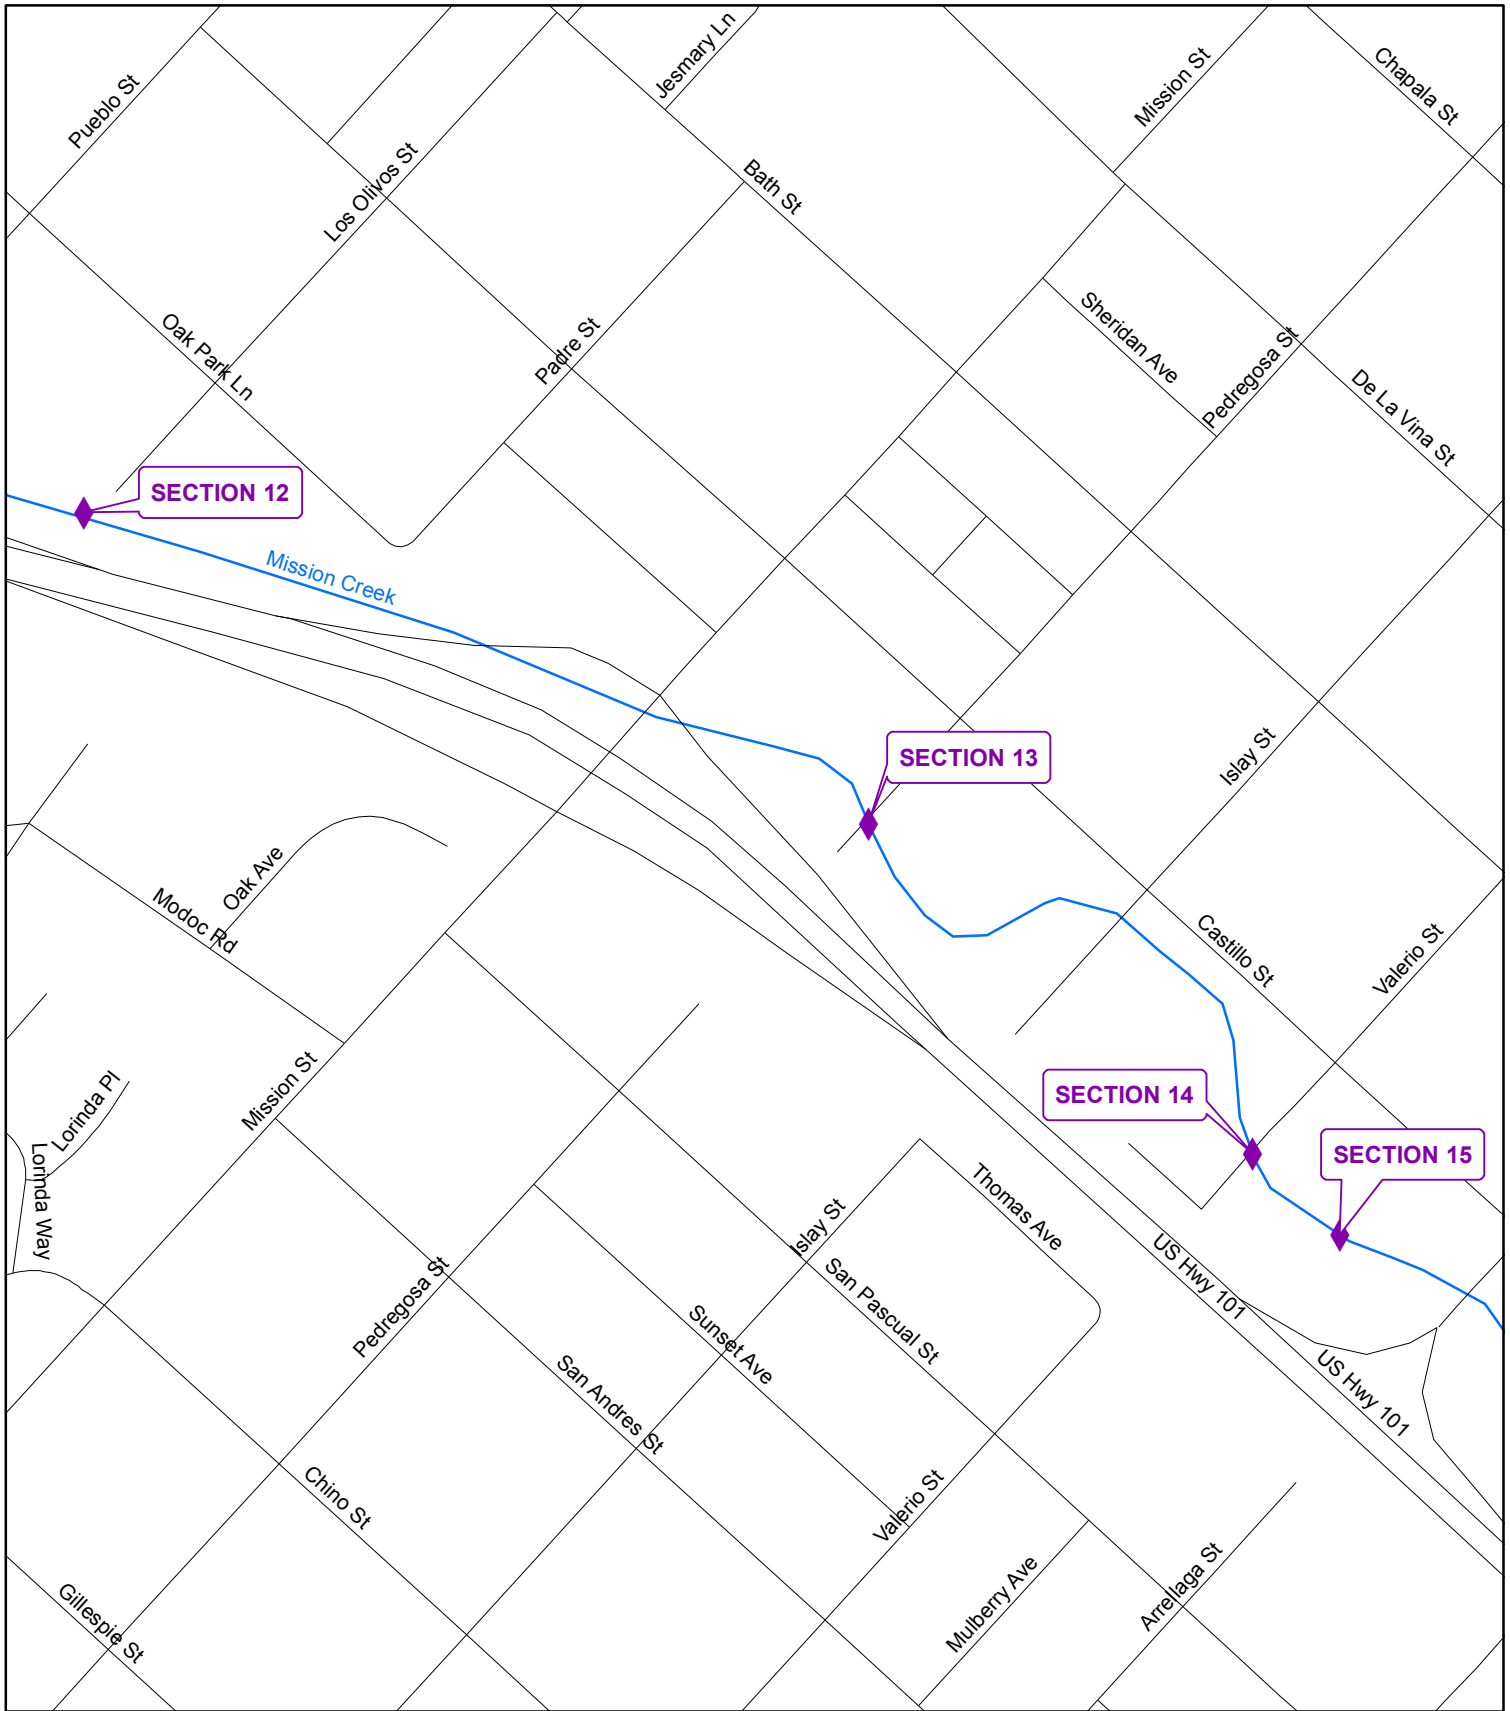 Jesmary Ln
Mission St
Chapala St
Pueblo St
Los Olivos St
Bath St
Oak Park Ln
Padre St
Sheridan Ave
Pedregosa St
De La Vina St
SECTION 12
Mission Creek
SECTION 13
Islay St
Oak Ave
Modoc Rd
Castillo St
Valerio St
Mission St
Lorinda Pl
SECTION 14
Lorinda Way
SECTION 15
Thomas Ave
Islay St
US Hwy 101
Pedregosa St
San Pascual St
Sunset Ave
US Hwy 101
San Andres St
Chino St
Valerio St
Mulberry Ave
Arrellaga St
Gillespie St